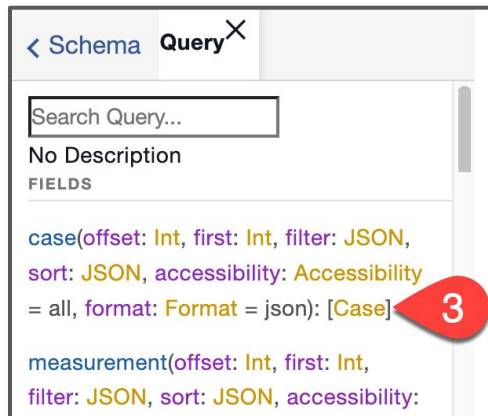 < Schema Query ×
Search Query...
No Description
FIELDS
case(offset: Int, first: Int, filter: JSON,
sort: JSON, accessibility: Accessibility
= all, format: Format = json): [Case]
3
measurement(offset: Int, first: Int,
filter: JSON, sort: JSON, accessibility: